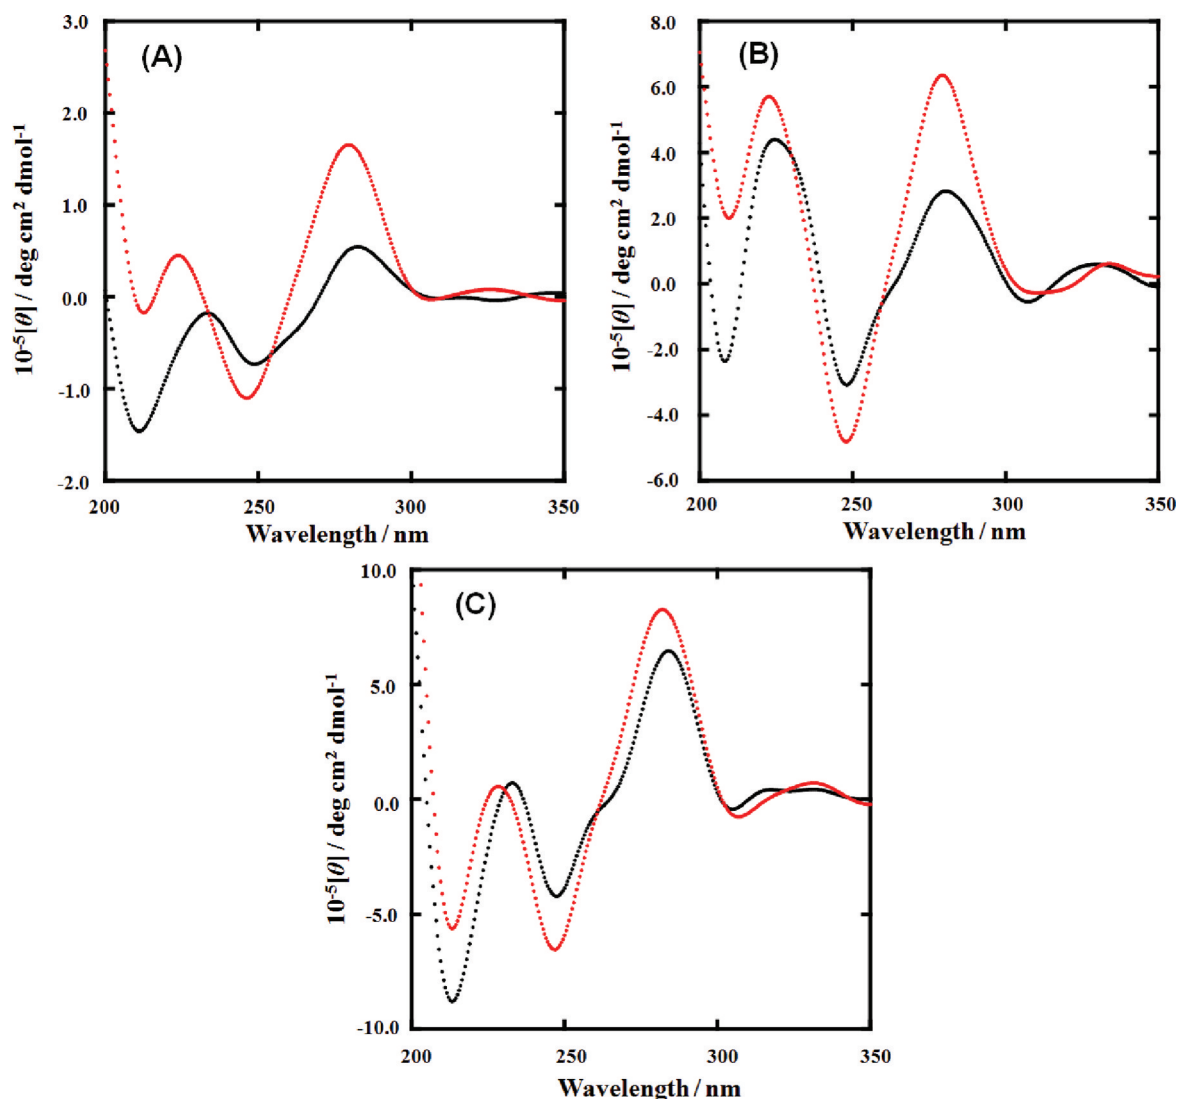 (A)
3.0
2.0
1.0
0.0
-1.0
-2.0
10⁻⁵[θ] / deg cm² dmol⁻¹
200 250 300 350
Wavelength / nm
(B)
8.0
6.0
4.0
2.0
0.0
-2.0
-4.0
-6.0
10⁻⁵[θ] / deg cm² dmol⁻¹
200 250 300 350
Wavelength / nm
(C)
10.0
5.0
0.0
-5.0
-10.0
10⁻⁵[θ] / deg cm² dmol⁻¹
200 250 300 350
Wavelength / nm